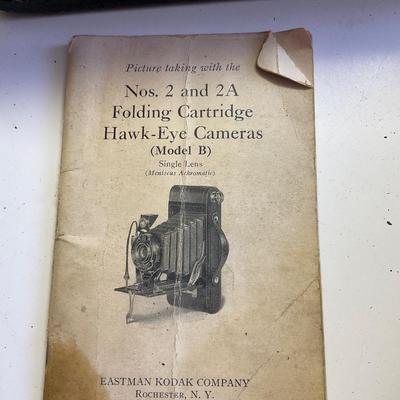 Picture taking with the
Nos. 2 and 2A
Folding Cartridge
Hawk-Eye Cameras
(Model B)
Single Lens
(Meniscus Achromatic)
EASTMAN KODAK COMPANY
ROCHESTER, N. Y.